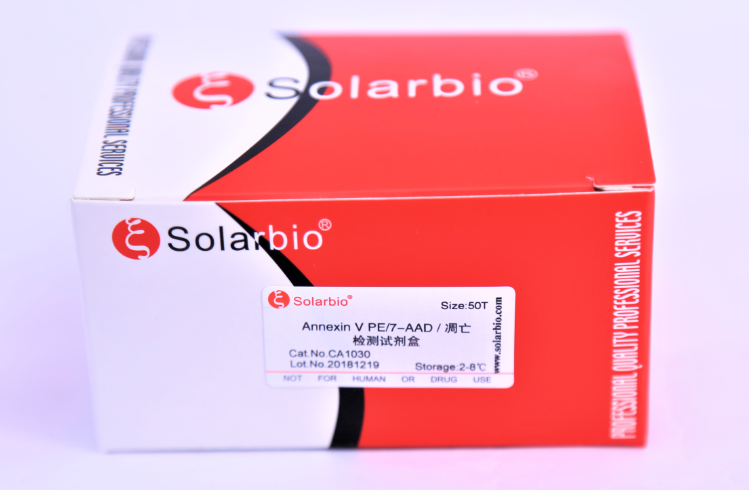 PROFESSIONAL SERVICES
Solarbio®
Solarbio®
Solarbio®
Size:50T
Annexin V PE/7-AAD / 凋亡
检测试剂盒
Cat.No.CA1030
Lot.No.20181219
Storage:2-8℃
NOT FOR HUMAN OR DRUG USE
www.solarbio.com
PROFESSIONAL QUALITY PROFESSIONAL SERVICES